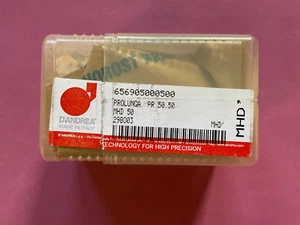 656905000500
PROLUNGA PR 50.50
MHD 50
298003
MHD'
D'ANDREA
MADE IN ITALY
MHD'
TECHNOLOGY FOR HIGH PRECISION